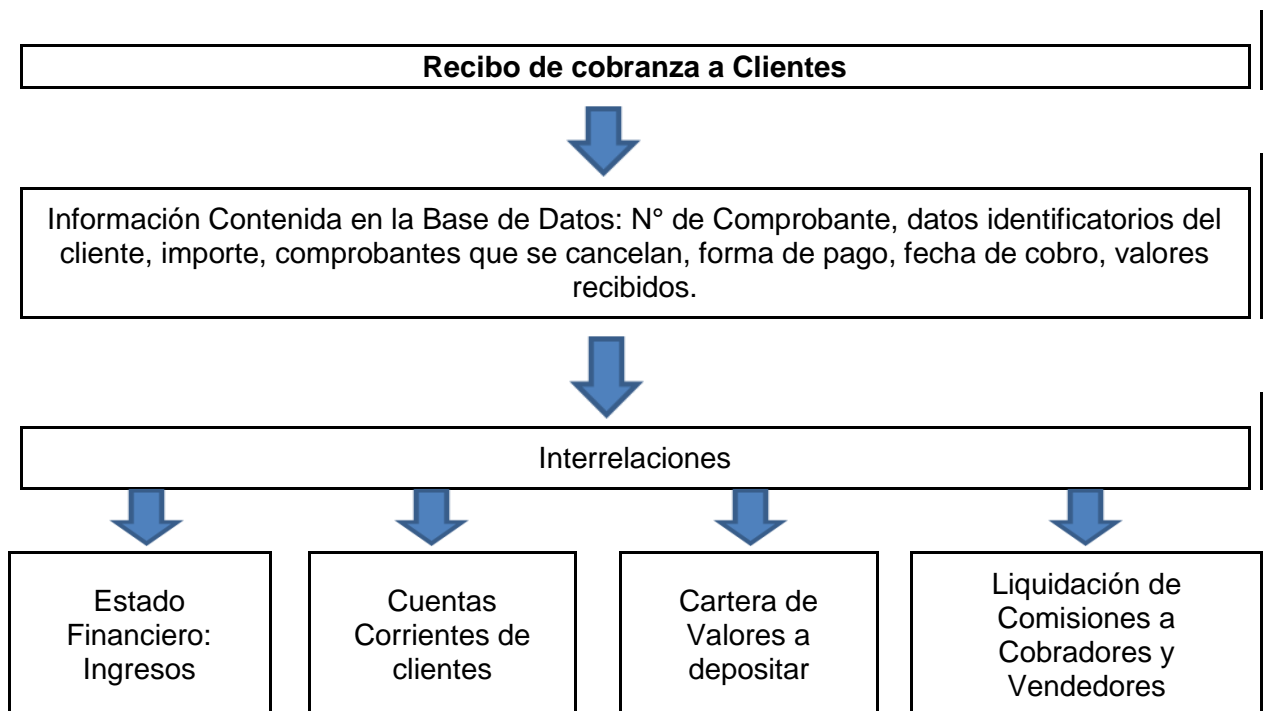 Recibo de cobranza a Clientes
Información Contenida en la Base de Datos: N° de Comprobante, datos identificatorios del
cliente, importe, comprobantes que se cancelan, forma de pago, fecha de cobro, valores
recibidos.
Interrelaciones
Estado
Financiero:
Ingresos
Cuentas
Corrientes de
clientes
Cartera de
Valores a
depositar
Liquidación de
Comisiones a
Cobradores y
Vendedores